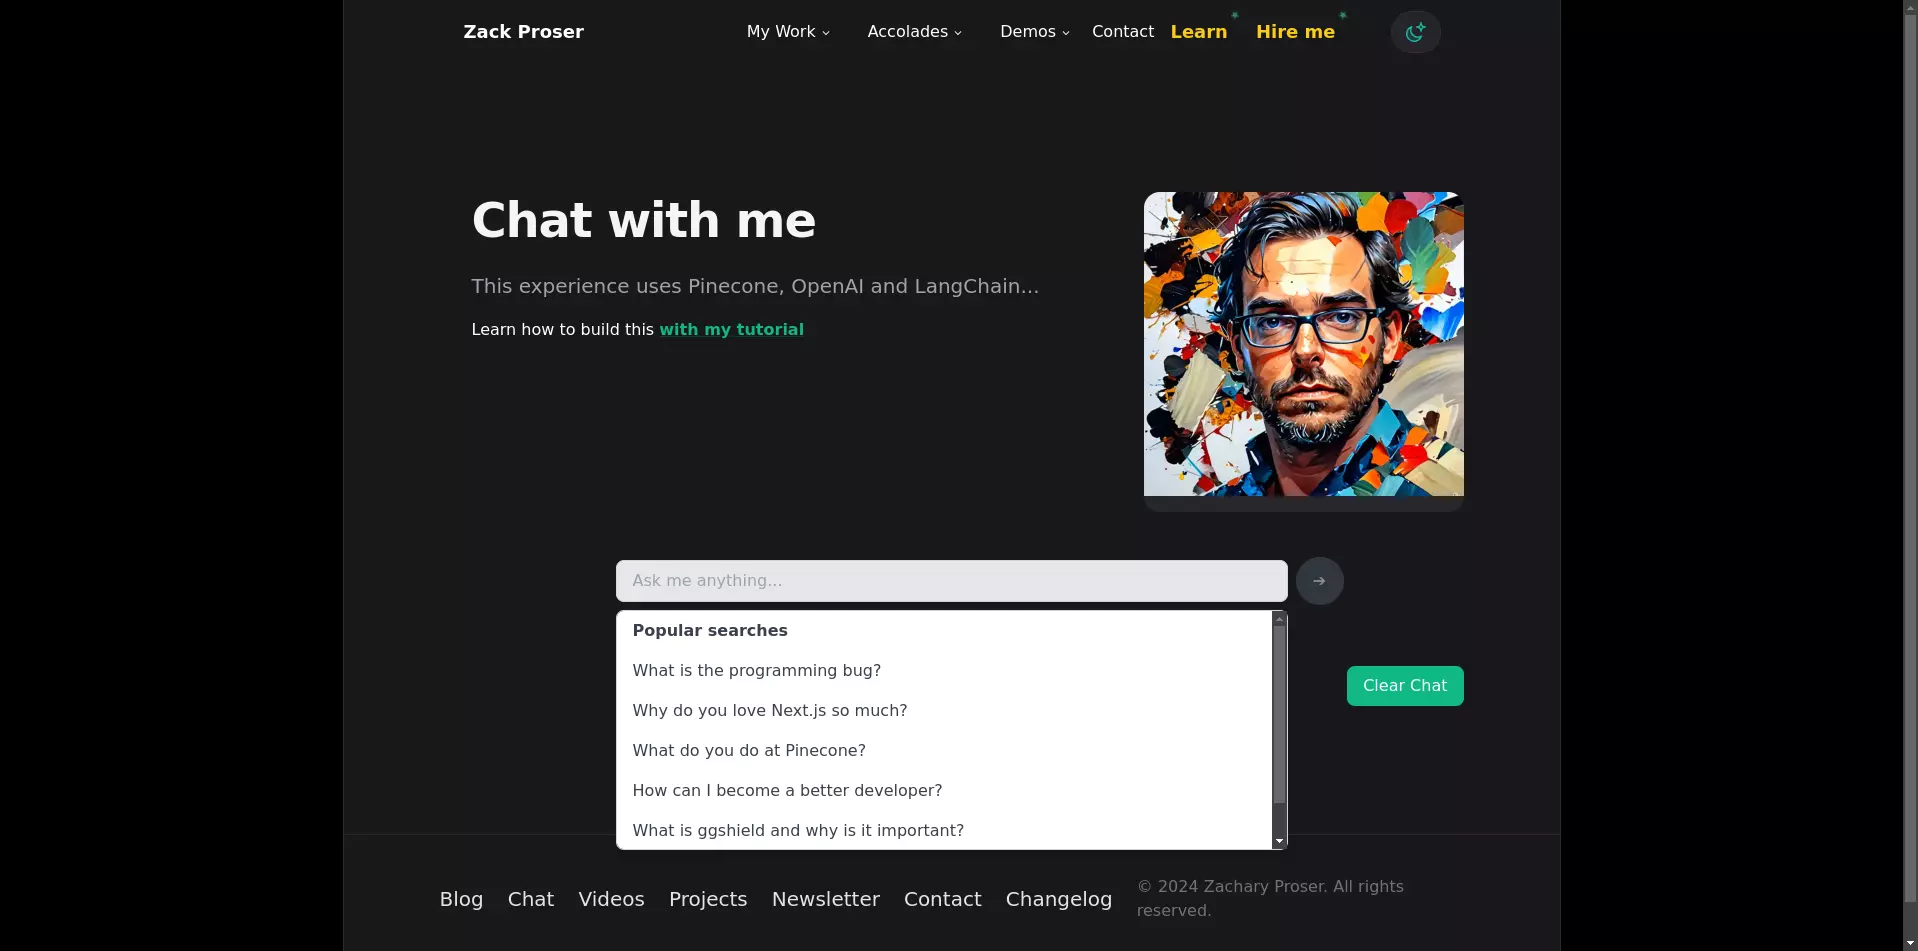 Zack Proser
My Work
Accolades
Demos
Contact
Learn
Hire me
Chat with me
This experience uses Pinecone, OpenAI and LangChain...
Learn how to build this with my tutorial
Ask me anything...
➔
Popular searches
What is the programming bug?
Why do you love Next.js so much?
What do you do at Pinecone?
How can I become a better developer?
What is ggshield and why is it important?
Clear Chat
Blog
Chat
Videos
Projects
Newsletter
Contact
Changelog
© 2024 Zachary Proser. All rights
reserved.